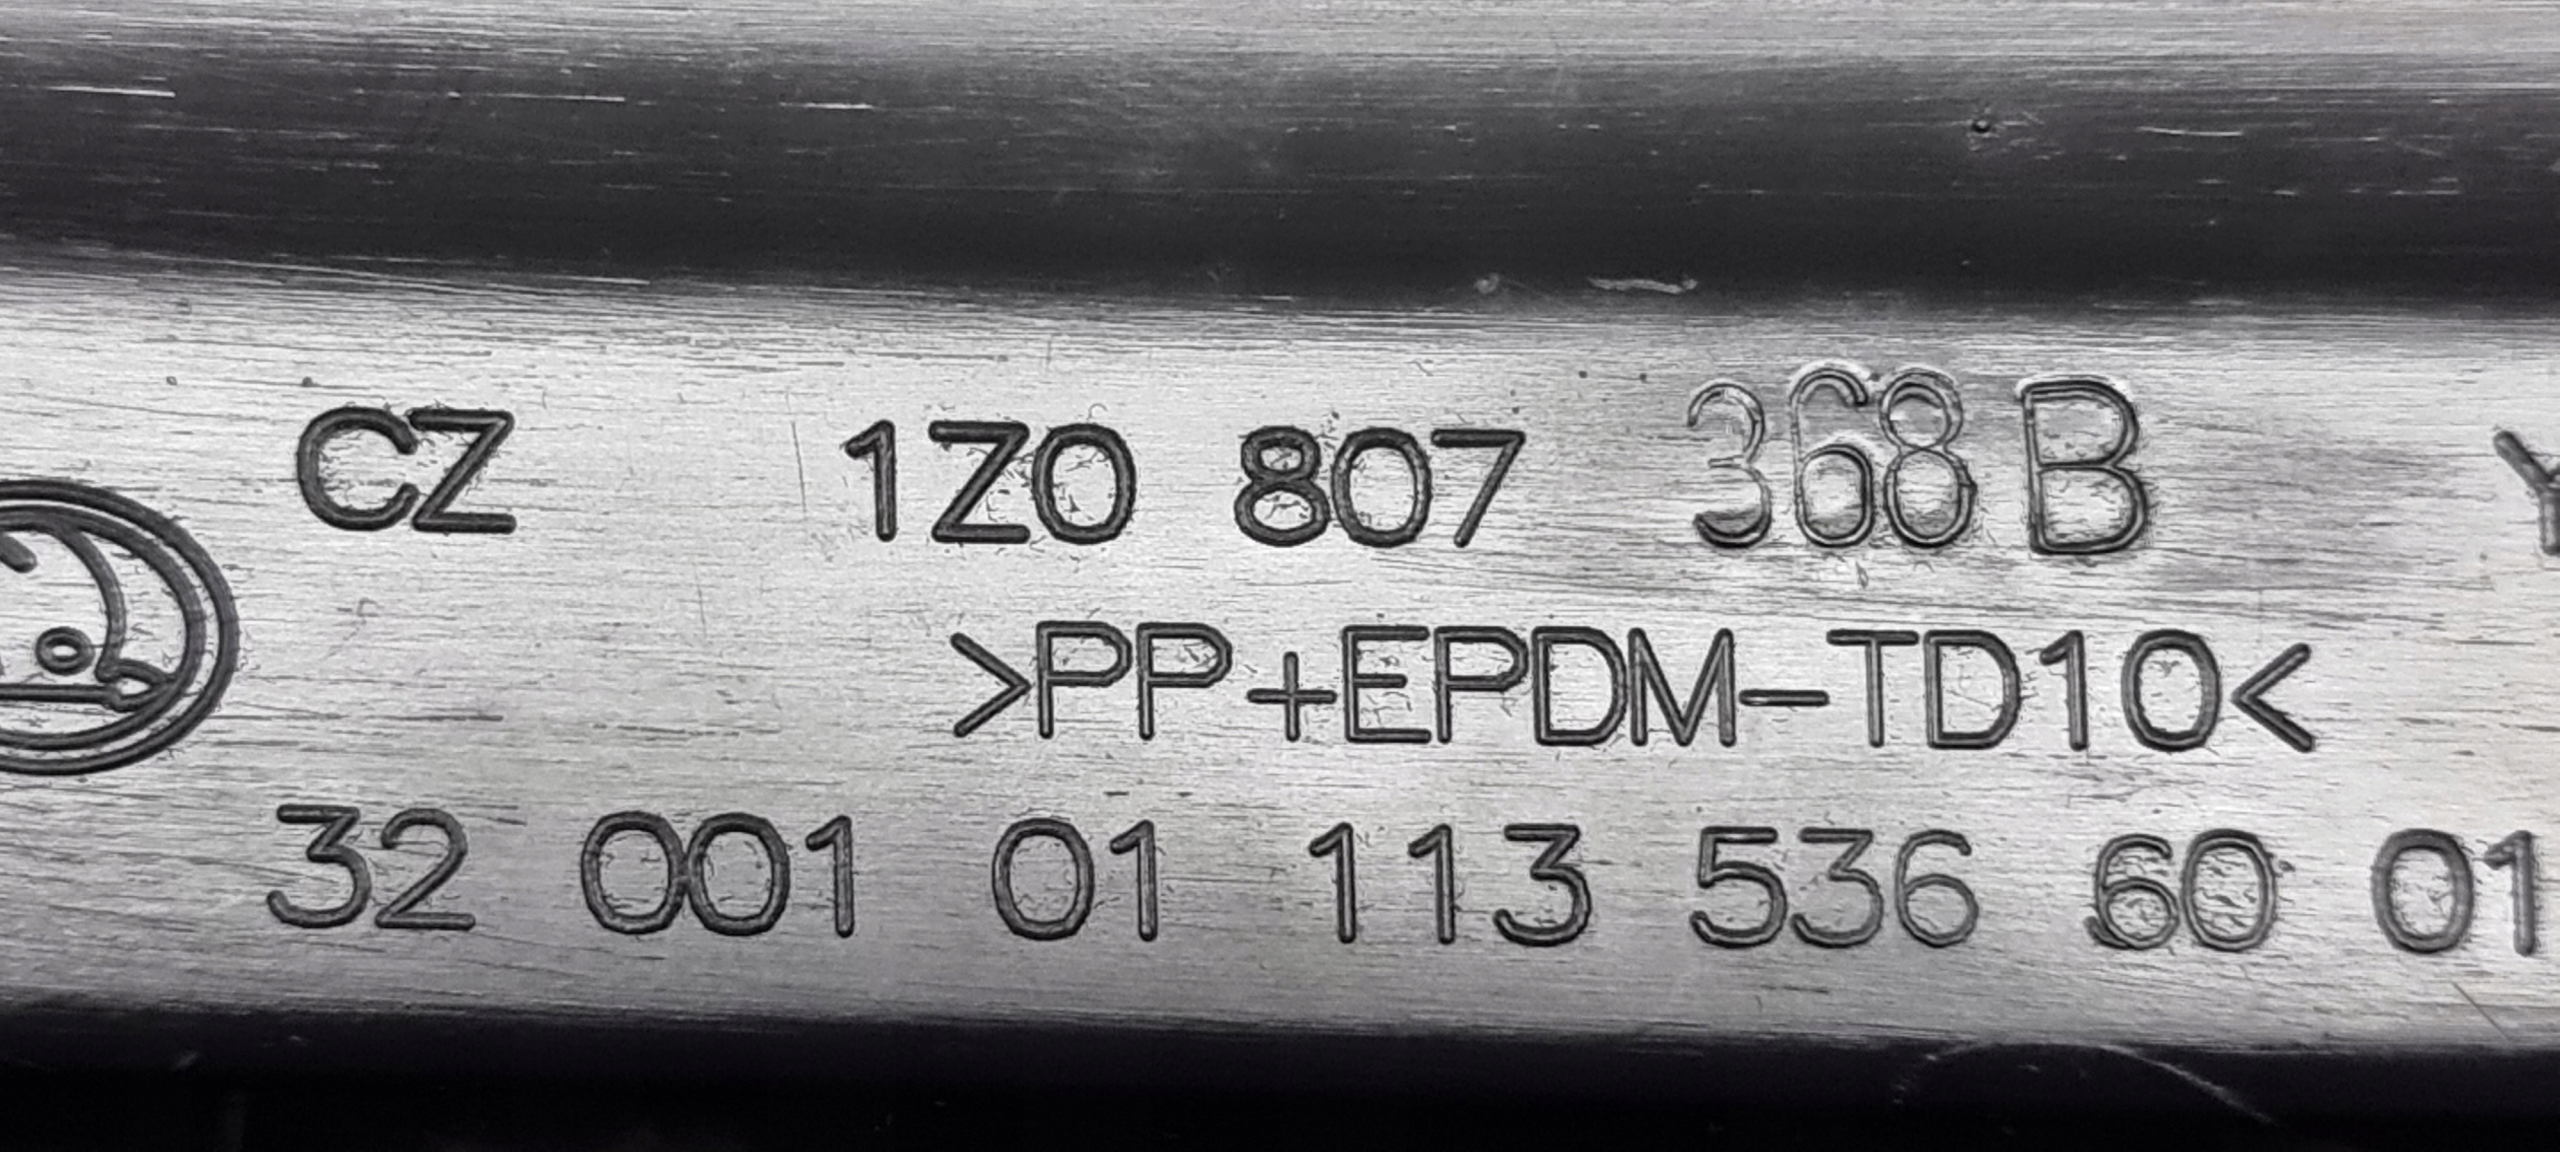 CZ 1Z0 807 368 B Y
>PP+EPDM-TD10<
32 001 01 113 536 60 01